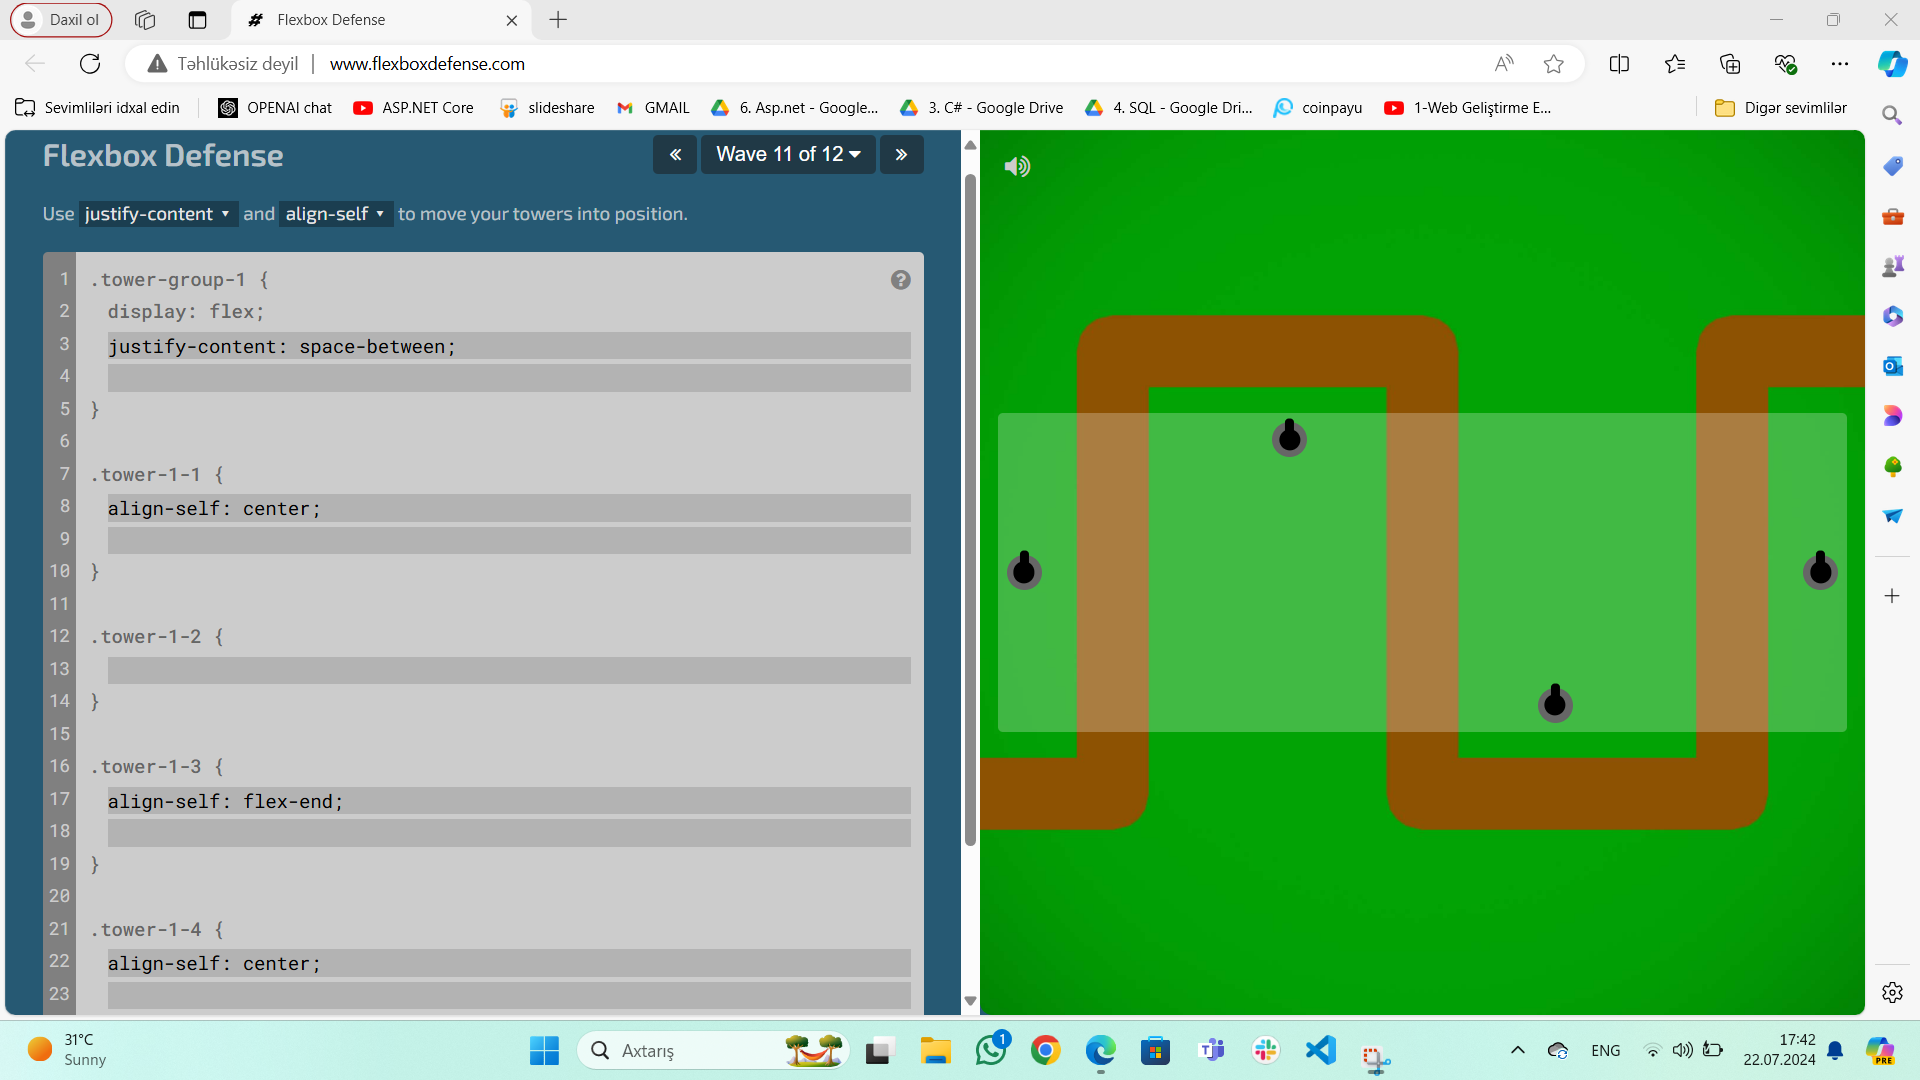 Daxil ol
Flexbox Defense
Təhlükəsiz deyil
www.flexboxdefense.com
Sevimliləri idxal edin
OPENAI chat
ASP.NET Core
slideshare
GMAIL
6. Asp.net - Google...
3. C# - Google Drive
4. SQL - Google Dri...
coinpayu
1-Web Geliştirme E...
Digər sevimlilər
Flexbox Defense
« Wave 11 of 12 »
Use justify-content and align-self to move your towers into position.
1 .tower-group-1 {
2 display: flex;
3 justify-content: space-between;
4
5 }
6
7 .tower-1-1 {
8 align-self: center;
9
10 }
11
12 .tower-1-2 {
13
14 }
15
16 .tower-1-3 {
17 align-self: flex-end;
18
19 }
20
21 .tower-1-4 {
22 align-self: center;
23
31°C
Sunny
Axtarış
1
ENG
17:42
22.07.2024
PRE